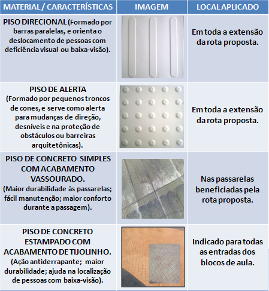 MATERIAL / CARACTERÍSTICAS
IMAGEM
LOCAL APLICADO
PISO DIRECIONAL (Formado por
barras paralelas, e orienta o
deslocamento de pessoas com
deficiência visual ou baixa-visão).
Em toda a extensão
da rota proposta.
PISO DE ALERTA
(Formado por pequenos troncos
de cones, e serve como alerta
para mudanças de direção,
desníveis e na proteção de
obstáculos ou barreiras
arquitetônicas).
Em toda a extensão
da rota proposta.
PISO DE CONCRETO SIMPLES
COM ACABAMENTO
VASSOURADO.
(Maior durabilidade às passarelas;
fácil manutenção; maior conforto
durante a passagem).
Nas passarelas
beneficiadas pela
rota proposta.
PISO DE CONCRETO
ESTAMPADO COM
ACABAMENTO DE TIJOLINHO.
(Ação antiderrapante; maior
durabilidade; ajuda na localização
de pessoas com baixa-visão).
Indicado para todas
as entradas dos
blocos de aula.